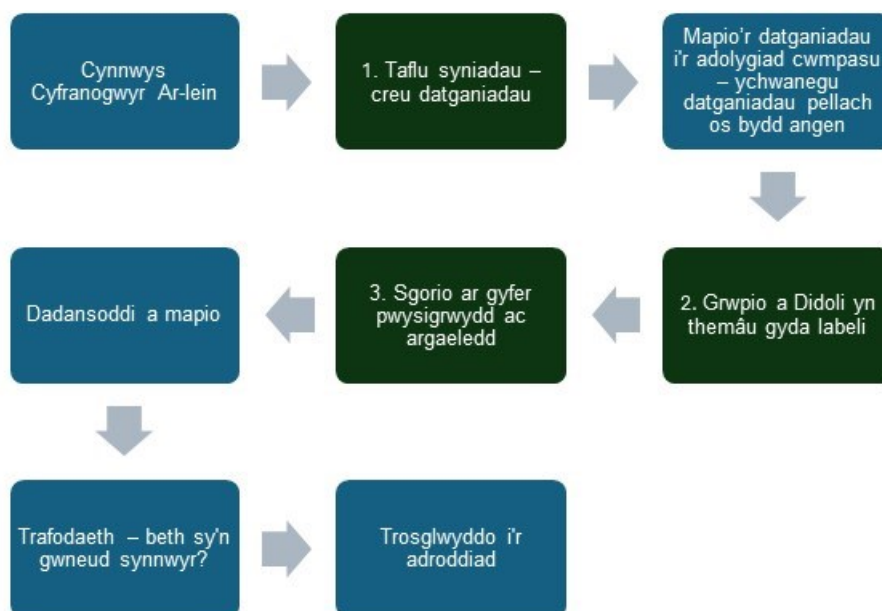 Cynnwys
Cyfranogwyr Ar-lein
1. Taflu syniadau –
creu datganiadau
Mapio'r datganiadau
i'r adolygiad cwmpasu
– ychwanegu
datganiadau pellach
os bydd angen
2. Grwpio a Didoli yn
themâu gyda labeli
3. Sgorio ar gyfer
pwysigrwydd ac
argaeledd
Dadansoddi a mapio
Trafodaeth – beth sy'n
gwneud synnwyr?
Trosglwyddo i'r
adroddiad